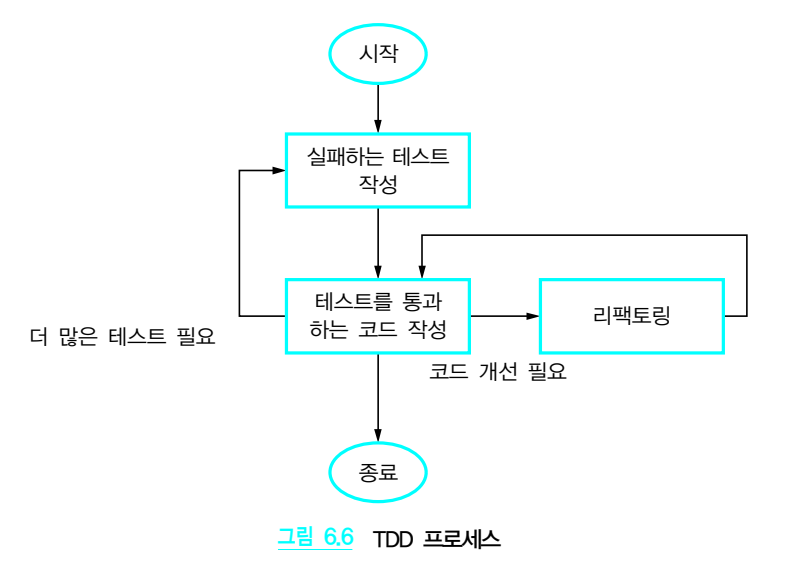 시작
실패하는 테스트
작성
테스트를 통과
하는 코드 작성
리팩토링
더 많은 테스트 필요
코드 개선 필요
종료
그림 6.6 TDD 프로세스